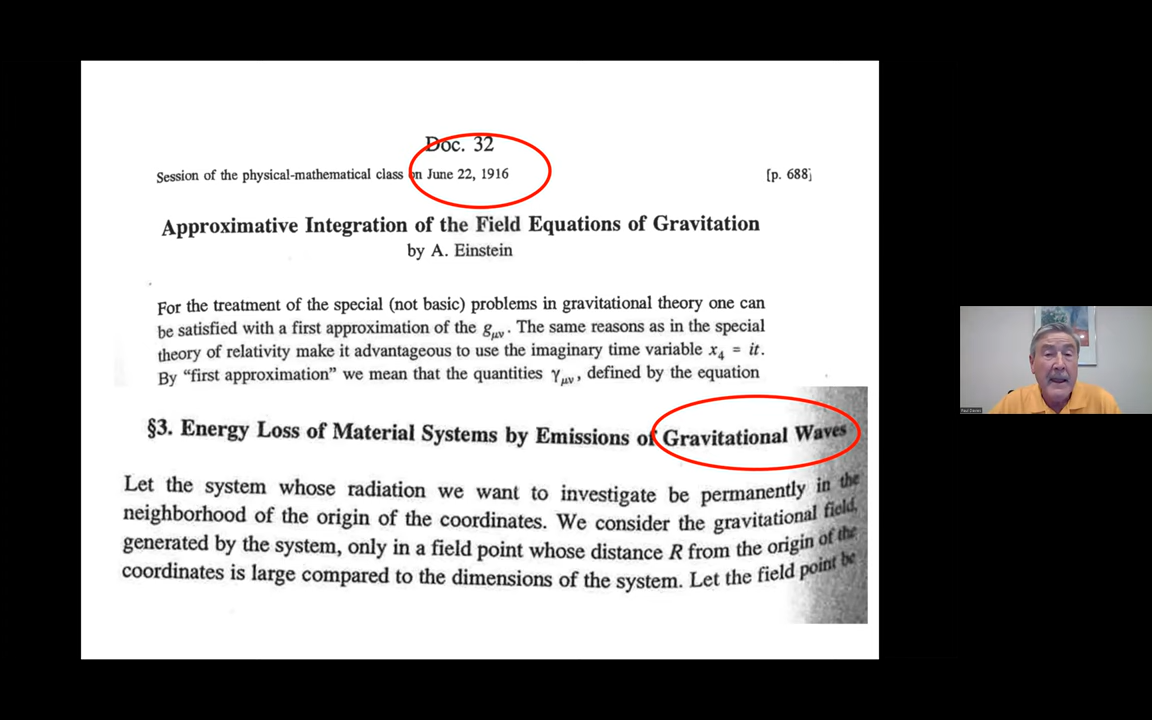 Doc. 32
Session of the physical-mathematical class on June 22, 1916 [p. 688]
Approximative Integration of the Field Equations of Gravitation
by A. Einstein
For the treatment of the special (not basic) problems in gravitational theory one can
be satisfied with a first approximation of the gμν. The same reasons as in the special
theory of relativity make it advantageous to use the imaginary time variable x₄ = it.
By “first approximation” we mean that the quantities γμν, defined by the equation
§3. Energy Loss of Material Systems by Emissions of Gravitational Waves
Let the system whose radiation we want to investigate be permanently in the
neighborhood of the origin of the coordinates. We consider the gravitational field,
generated by the system, only in a field point whose distance R from the origin of the
coordinates is large compared to the dimensions of the system. Let the field point be